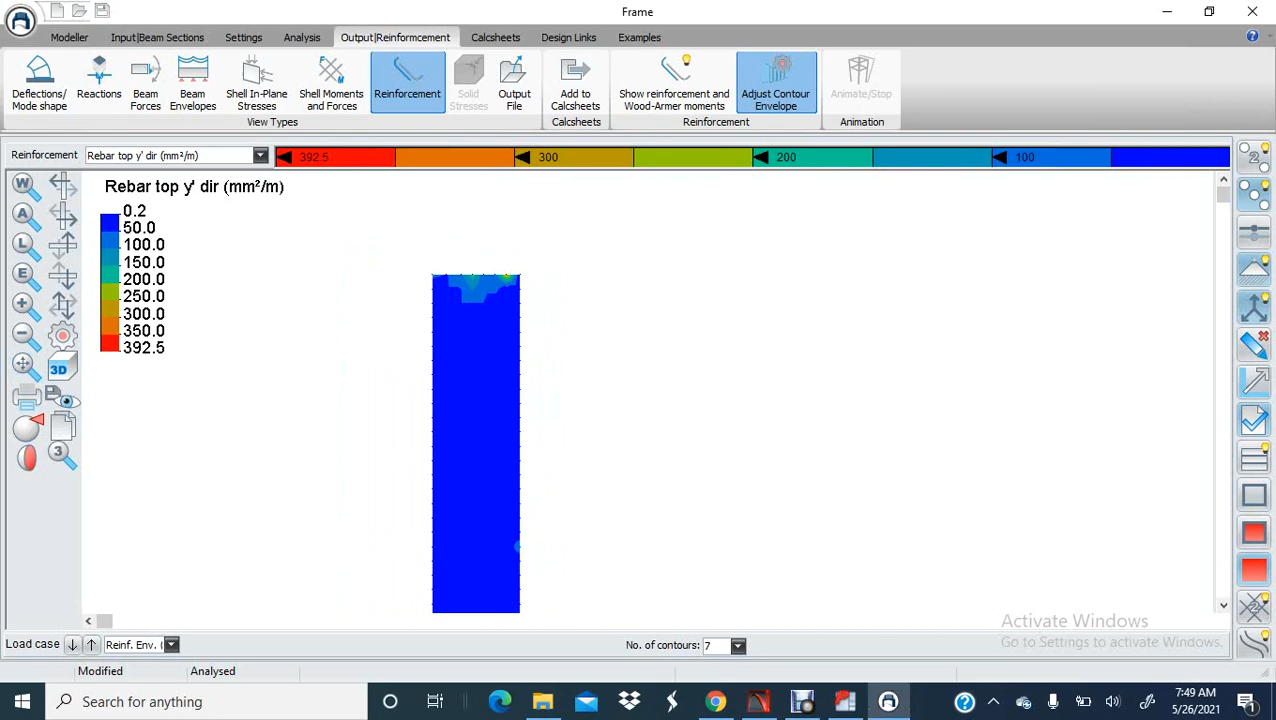 Frame
Modeller Input|Beam Sections Settings Analysis Output|Reinformcement Calcsheets Design Links Examples
Deflections/ Mode shape
Reactions
Beam Forces
Beam Envelopes
Shell In-Plane Stresses
Shell Moments and Forces
Reinforcement
Solid Stresses
Output File
Add to Calcsheets
Show reinforcement and Wood-Armer moments
Adjust Contour Envelope
Animate/Stop
View Types Calcsheets Reinforcement Animation
Reinforcement Rebar top y' dir (mm²/m) 392.5 300 200 100
Rebar top y' dir (mm²/m)
0.2
50.0
100.0
150.0
200.0
250.0
300.0
350.0
392.5
W
A
L
E
3D
3
2
Activate Windows
Go to Settings to activate Windows.
Load case Reinf. Env. ( No. of contours: 7
Modified Analysed
Search for anything
7:49 AM
5/26/2021
1